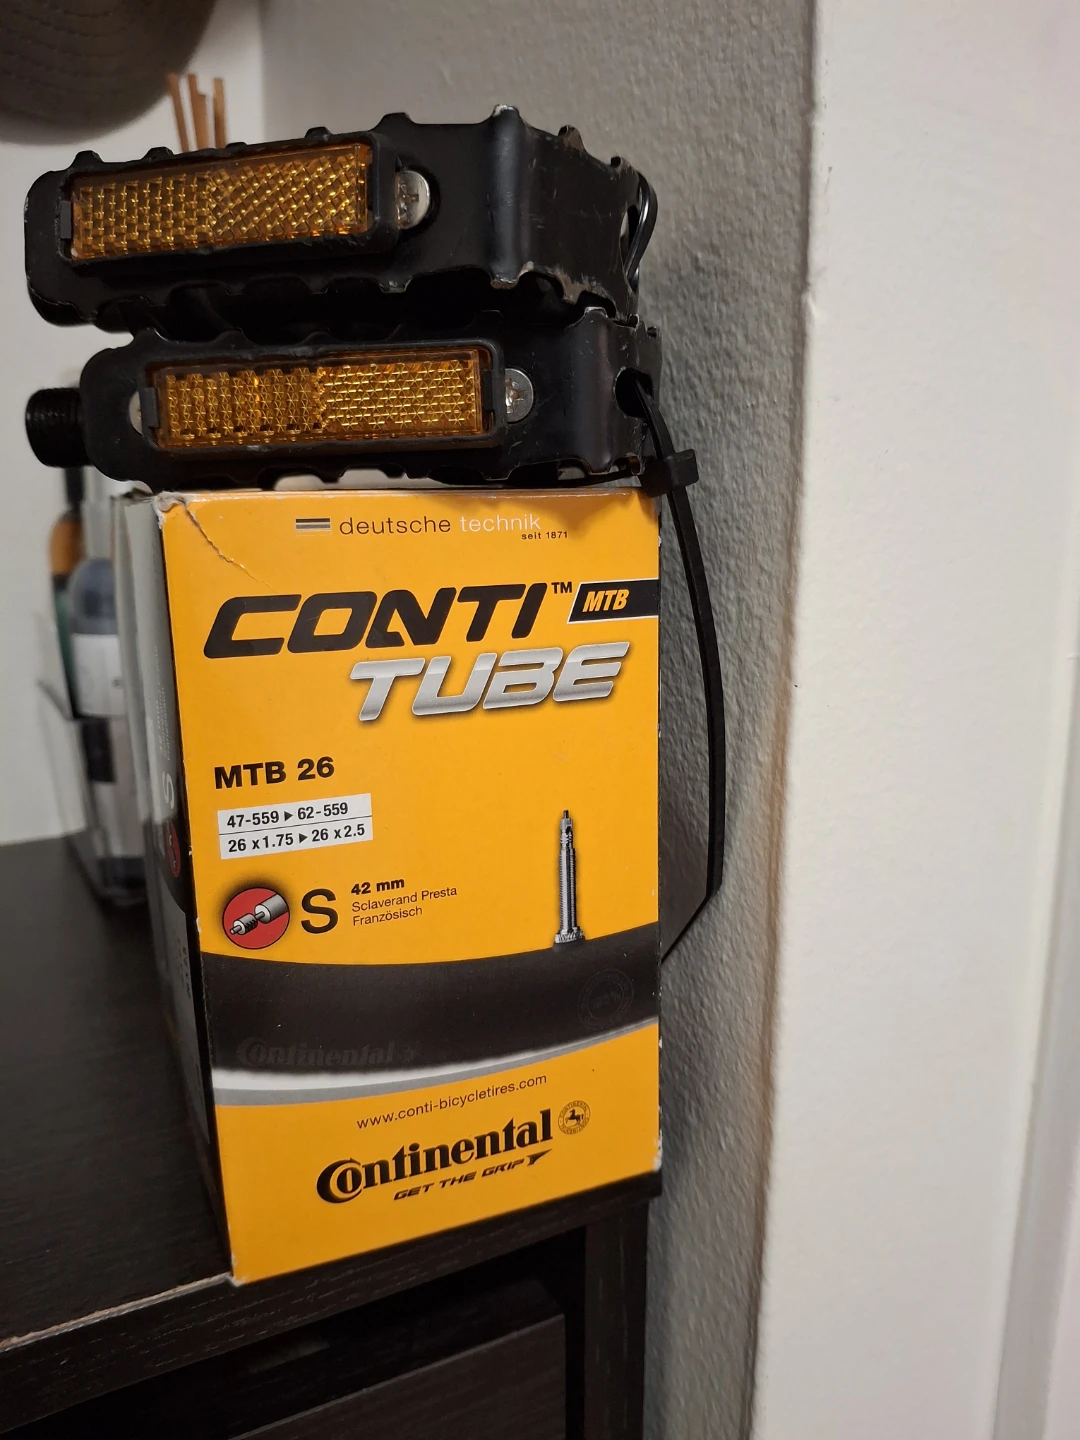 deutsche technik
seit 1871
CONTI™ MTB
TUBE
MTB 26
47-559 ▸ 62-559
26 x 1.75 ▸ 26 x 2.5
S 42 mm
Sclaverand Presta
Französisch
Continental
www.conti-bicycletires.com
Continental
GET THE GRIP
S